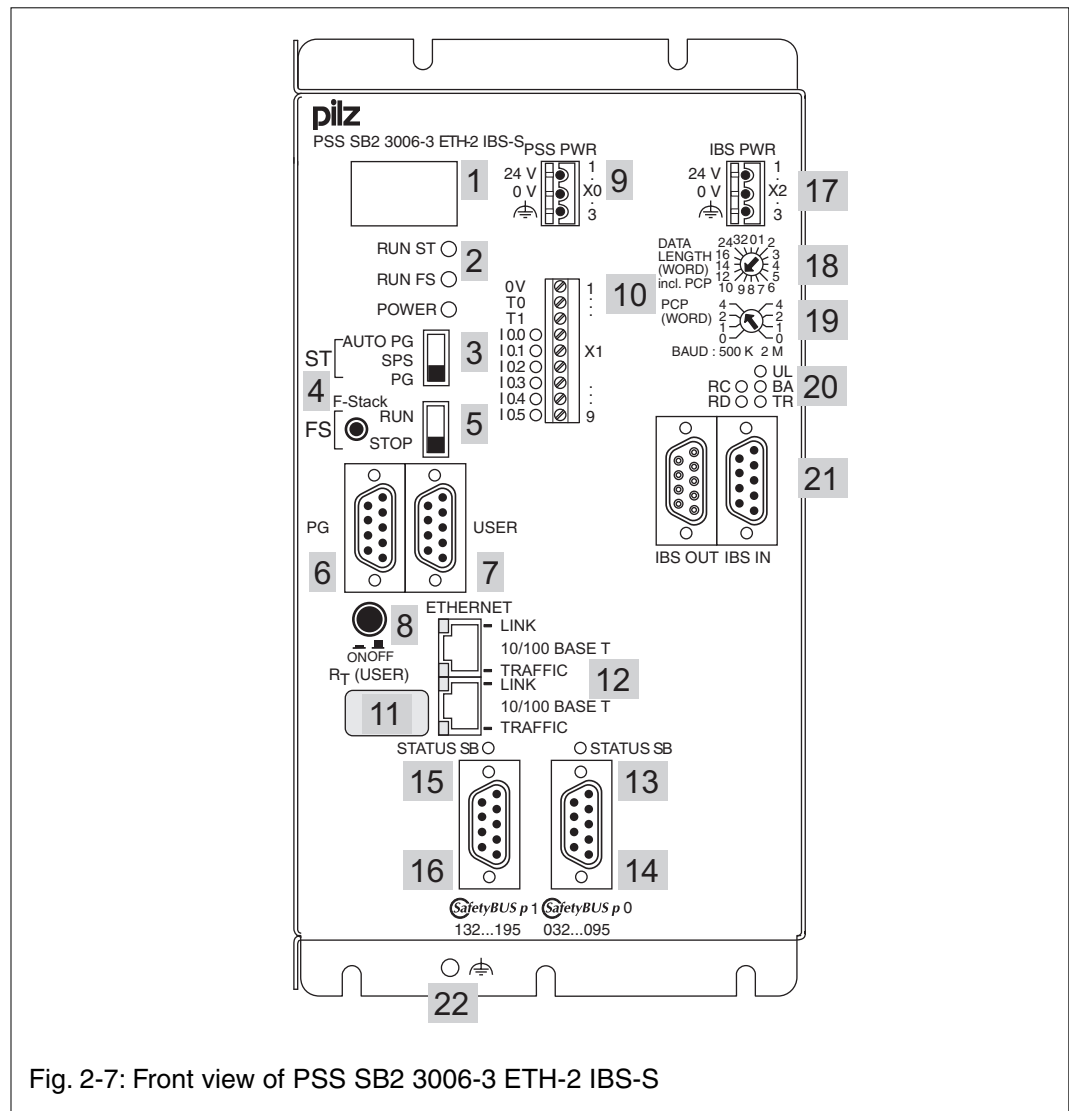 pilz
PSS SB2 3006-3 ETH-2 IBS-S
PSS PWR
24 V
0 V
1
.
X0
.
3
9
IBS PWR
24 V
0 V
1
.
X2
.
3
17
1
RUN ST
RUN FS
POWER
2
DATA
LENGTH
(WORD)
incl. PCP
24 32 0 1 2
16 3
14 4
12 5
10 9 8 7 6
18
PCP
(WORD)
4 4
2 2
1 1
0 0
BAUD : 500 K 2 M
19
0V
T0
T1
I 0.0
I 0.1
I 0.2
I 0.3
I 0.4
I 0.5
1
:
.
X1
.
:
9
10
ST
AUTO PG
SPS
PG
3
4
F-Stack
FS
RUN
STOP
5
UL
RC BA
RD TR
20
21
IBS OUT IBS IN
PG
6
USER
7
8
ON OFF
RT (USER)
11
ETHERNET
LINK
10/100 BASE T
TRAFFIC
LINK
10/100 BASE T
TRAFFIC
12
STATUS SB
15
16
STATUS SB
13
14
SafetyBUS p 1
132...195
SafetyBUS p 0
032...095
22
Fig. 2-7: Front view of PSS SB2 3006-3 ETH-2 IBS-S